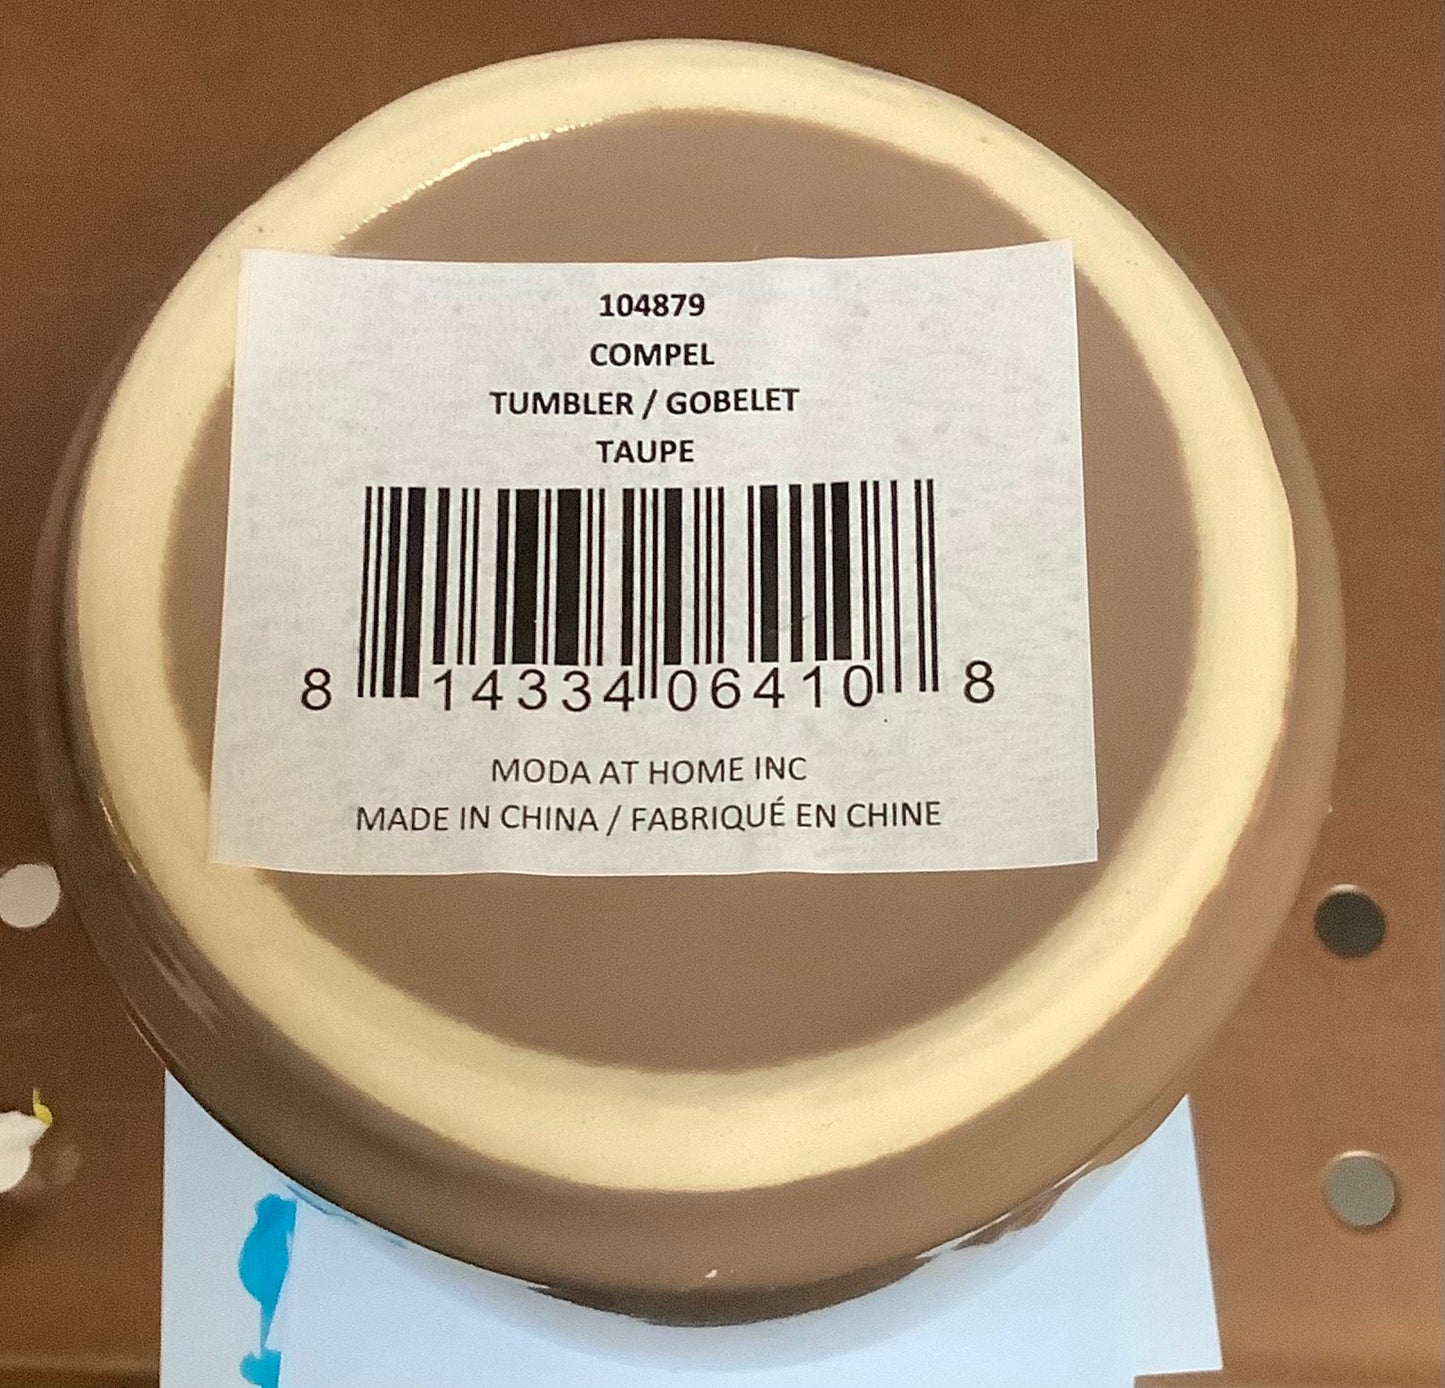 104879
COMPEL
TUMBLER / GOBELET
TAUPE
8 14334 06410 8
MODA AT HOME INC
MADE IN CHINA / FABRIQUÉ EN CHINE